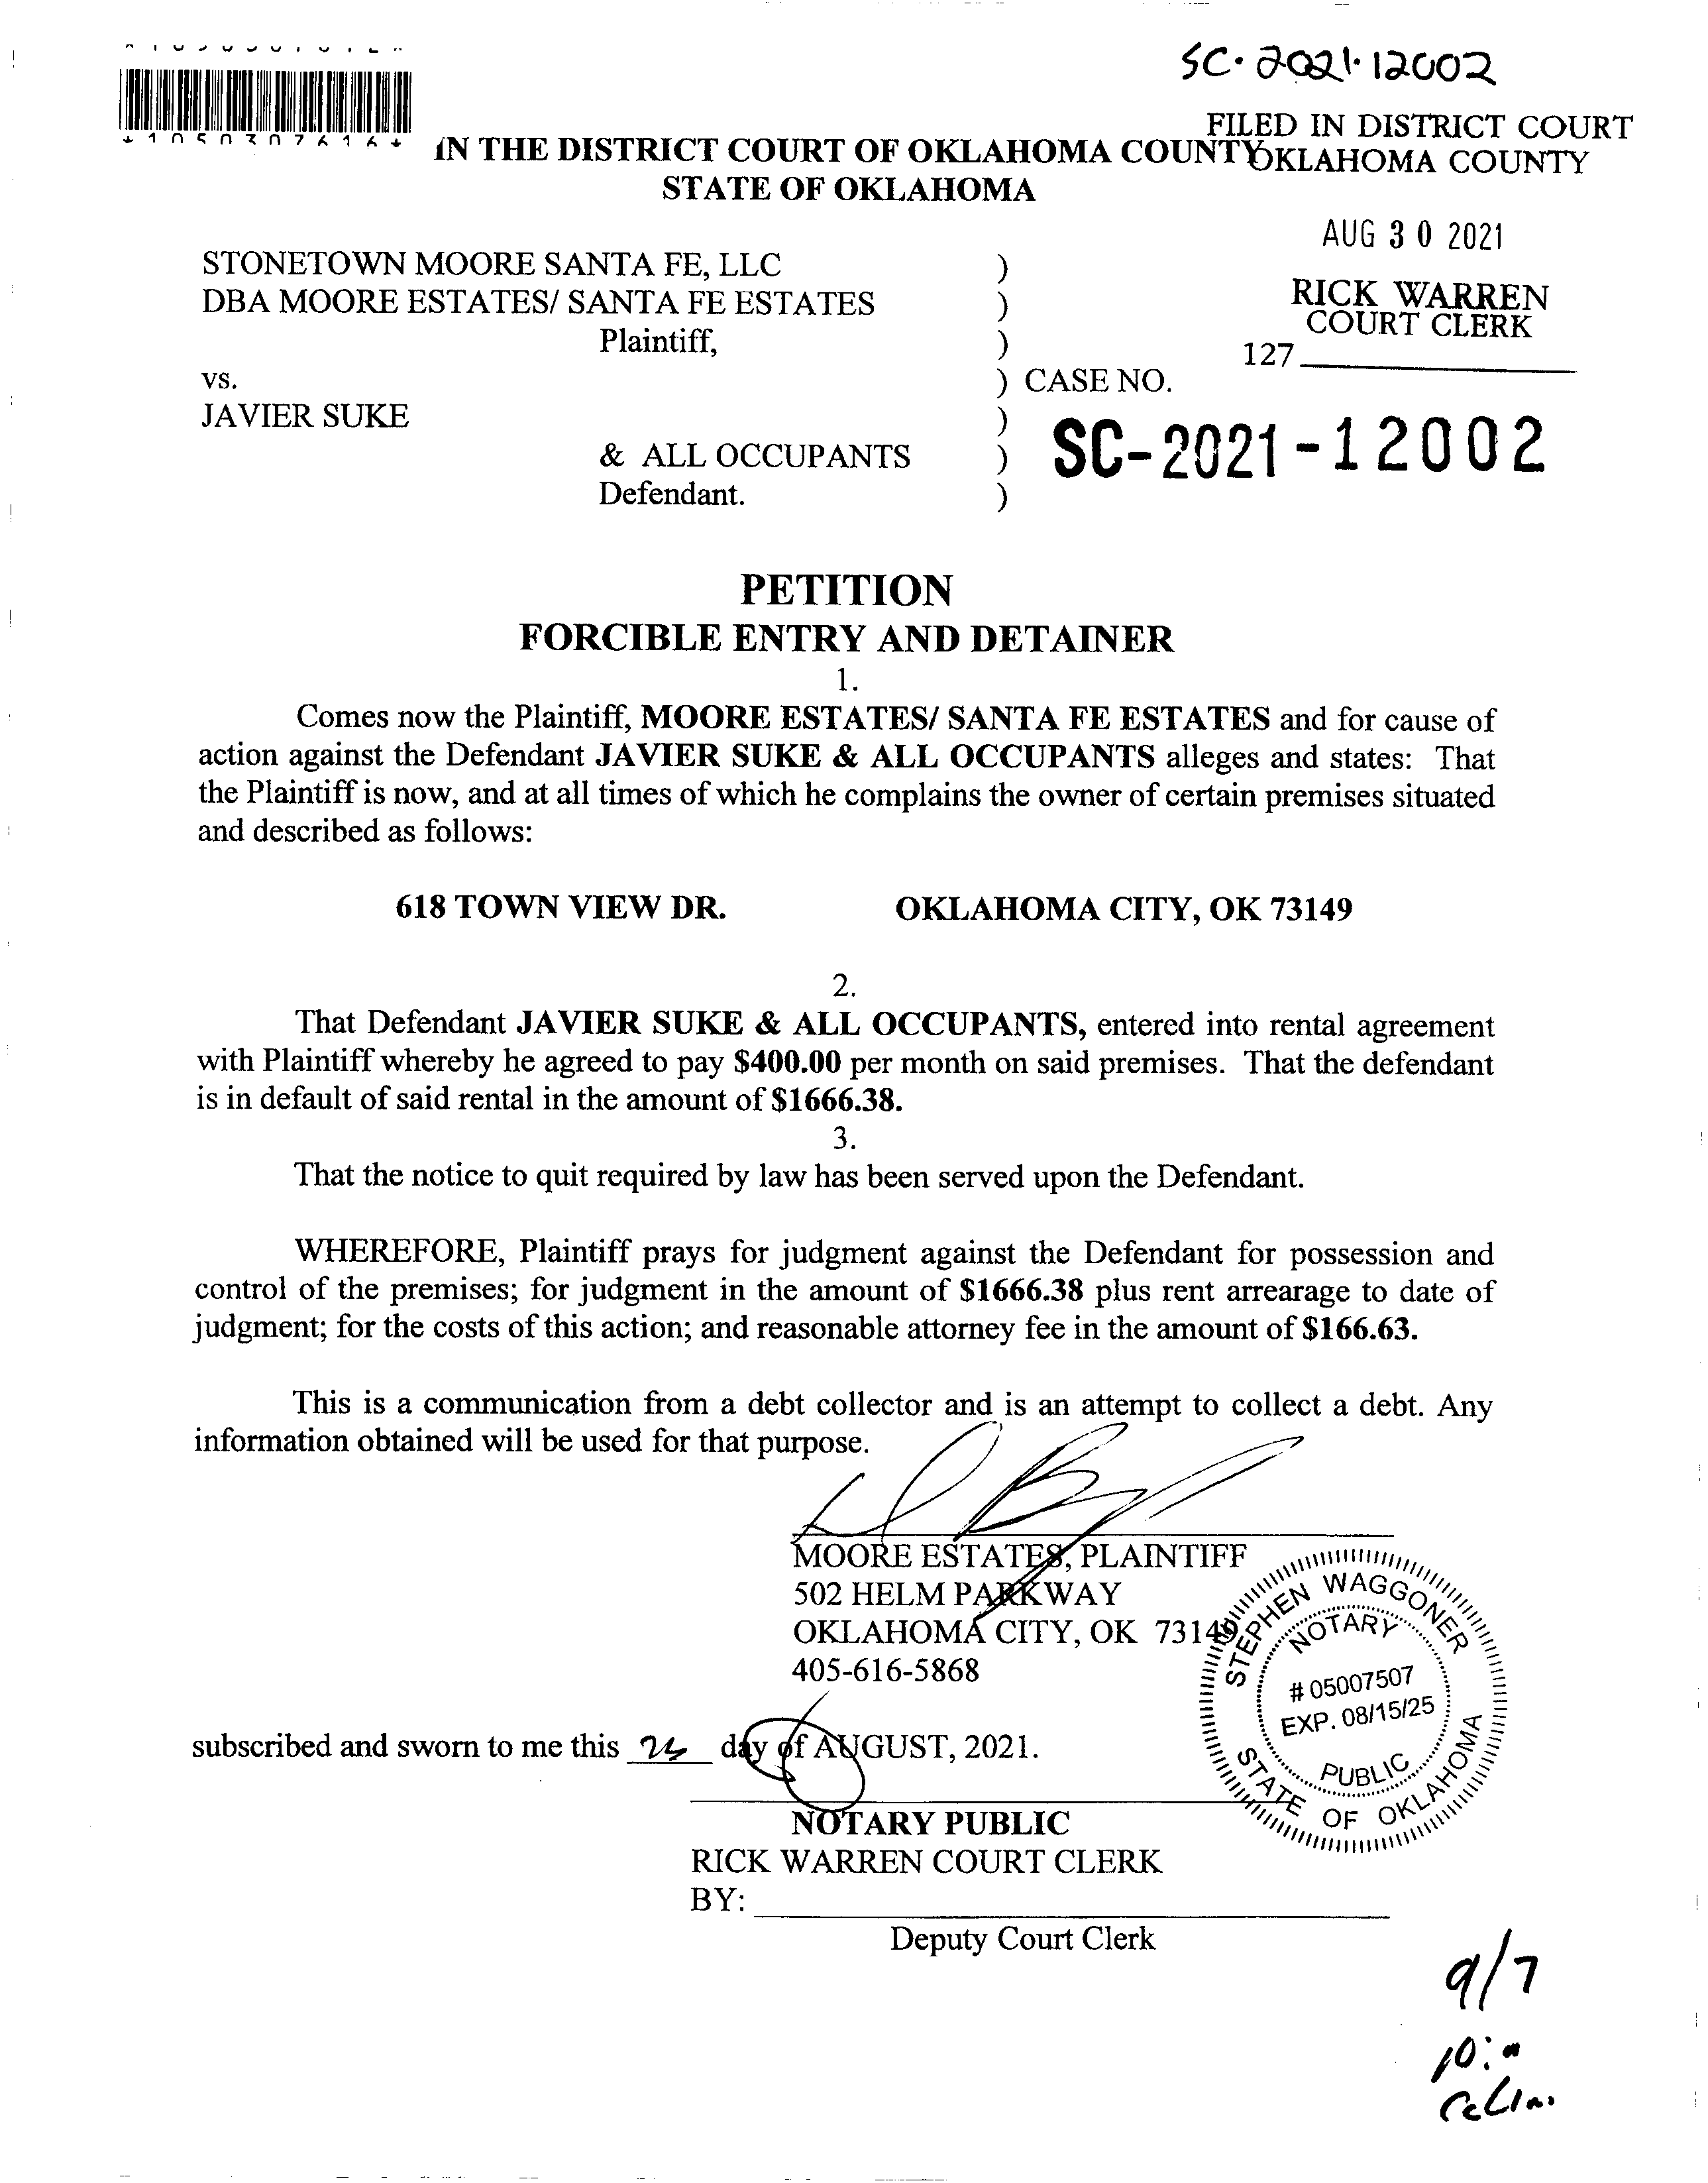 SC-2021-12002
FILED IN DISTRICT COURT
OKLAHOMA COUNTY
IN THE DISTRICT COURT OF OKLAHOMA COUNTY
STATE OF OKLAHOMA
AUG 30 2021
RICK WARREN
COURT CLERK
127
STONETOWN MOORE SANTA FE, LLC )
DBA MOORE ESTATES/ SANTA FE ESTATES )
Plaintiff, )
vs. ) CASE NO.
JAVIER SUKE )
& ALL OCCUPANTS ) SC-2021-12002
Defendant. )
PETITION
FORCIBLE ENTRY AND DETAINER
1.
Comes now the Plaintiff, MOORE ESTATES/ SANTA FE ESTATES and for cause of
action against the Defendant JAVIER SUKE & ALL OCCUPANTS alleges and states: That
the Plaintiff is now, and at all times of which he complains the owner of certain premises situated
and described as follows:
618 TOWN VIEW DR. OKLAHOMA CITY, OK 73149
2.
That Defendant JAVIER SUKE & ALL OCCUPANTS, entered into rental agreement
with Plaintiff whereby he agreed to pay $400.00 per month on said premises. That the defendant
is in default of said rental in the amount of $1666.38.
3.
That the notice to quit required by law has been served upon the Defendant.
WHEREFORE, Plaintiff prays for judgment against the Defendant for possession and
control of the premises; for judgment in the amount of $1666.38 plus rent arrearage to date of
judgment; for the costs of this action; and reasonable attorney fee in the amount of $166.63.
This is a communication from a debt collector and is an attempt to collect a debt. Any
information obtained will be used for that purpose.
MOORE ESTATES, PLAINTIFF
502 HELM PARKWAY
OKLAHOMA CITY, OK 73149
405-616-5868
STEPHEN WAGGONER
NOTARY
# 05007507
EXP. 08/15/25
PUBLIC
STATE OF OKLAHOMA
subscribed and sworn to me this day of AUGUST, 2021.
NOTARY PUBLIC
RICK WARREN COURT CLERK
BY:
Deputy Court Clerk
9/7